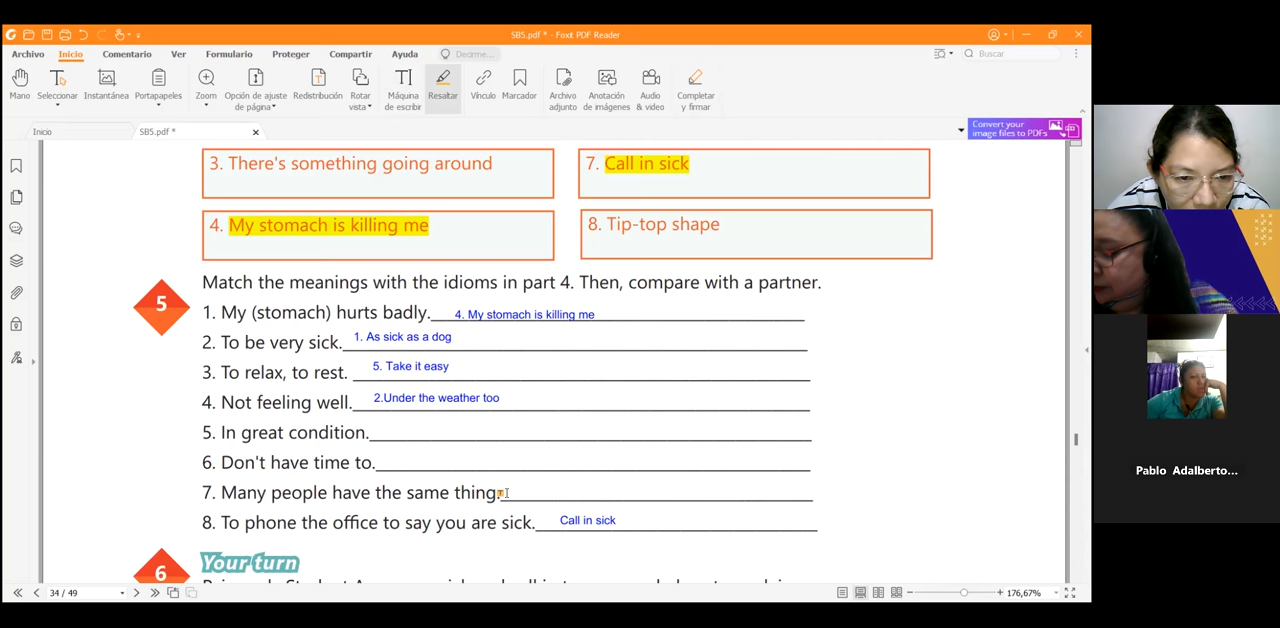 SB5.pdf * - Foxit PDF Reader
Archivo Inicio Comentario Ver Formulario Proteger Compartir Ayuda Decirme... Buscar
Mano Seleccionar Instantánea Portapapeles Zoom Opción de ajuste de página Redistribución Rotar vista Máquina de escribir Resaltar Vínculo Marcador Archivo adjunto Anotación de imágenes Audio & video Completar y firmar
Inicio SB5.pdf * Convert your image files to PDFs
3. There's something going around
7. Call in sick
4. My stomach is killing me
8. Tip-top shape
5 Match the meanings with the idioms in part 4. Then, compare with a partner.
1. My (stomach) hurts badly. 4. My stomach is killing me
2. To be very sick. 1. As sick as a dog
3. To relax, to rest. 5. Take it easy
4. Not feeling well. 2.Under the weather too
5. In great condition.
6. Don't have time to.
7. Many people have the same thing.
8. To phone the office to say you are sick. Call in sick
6 Your turn
34 / 49 176,67%
Pablo Adalberto...